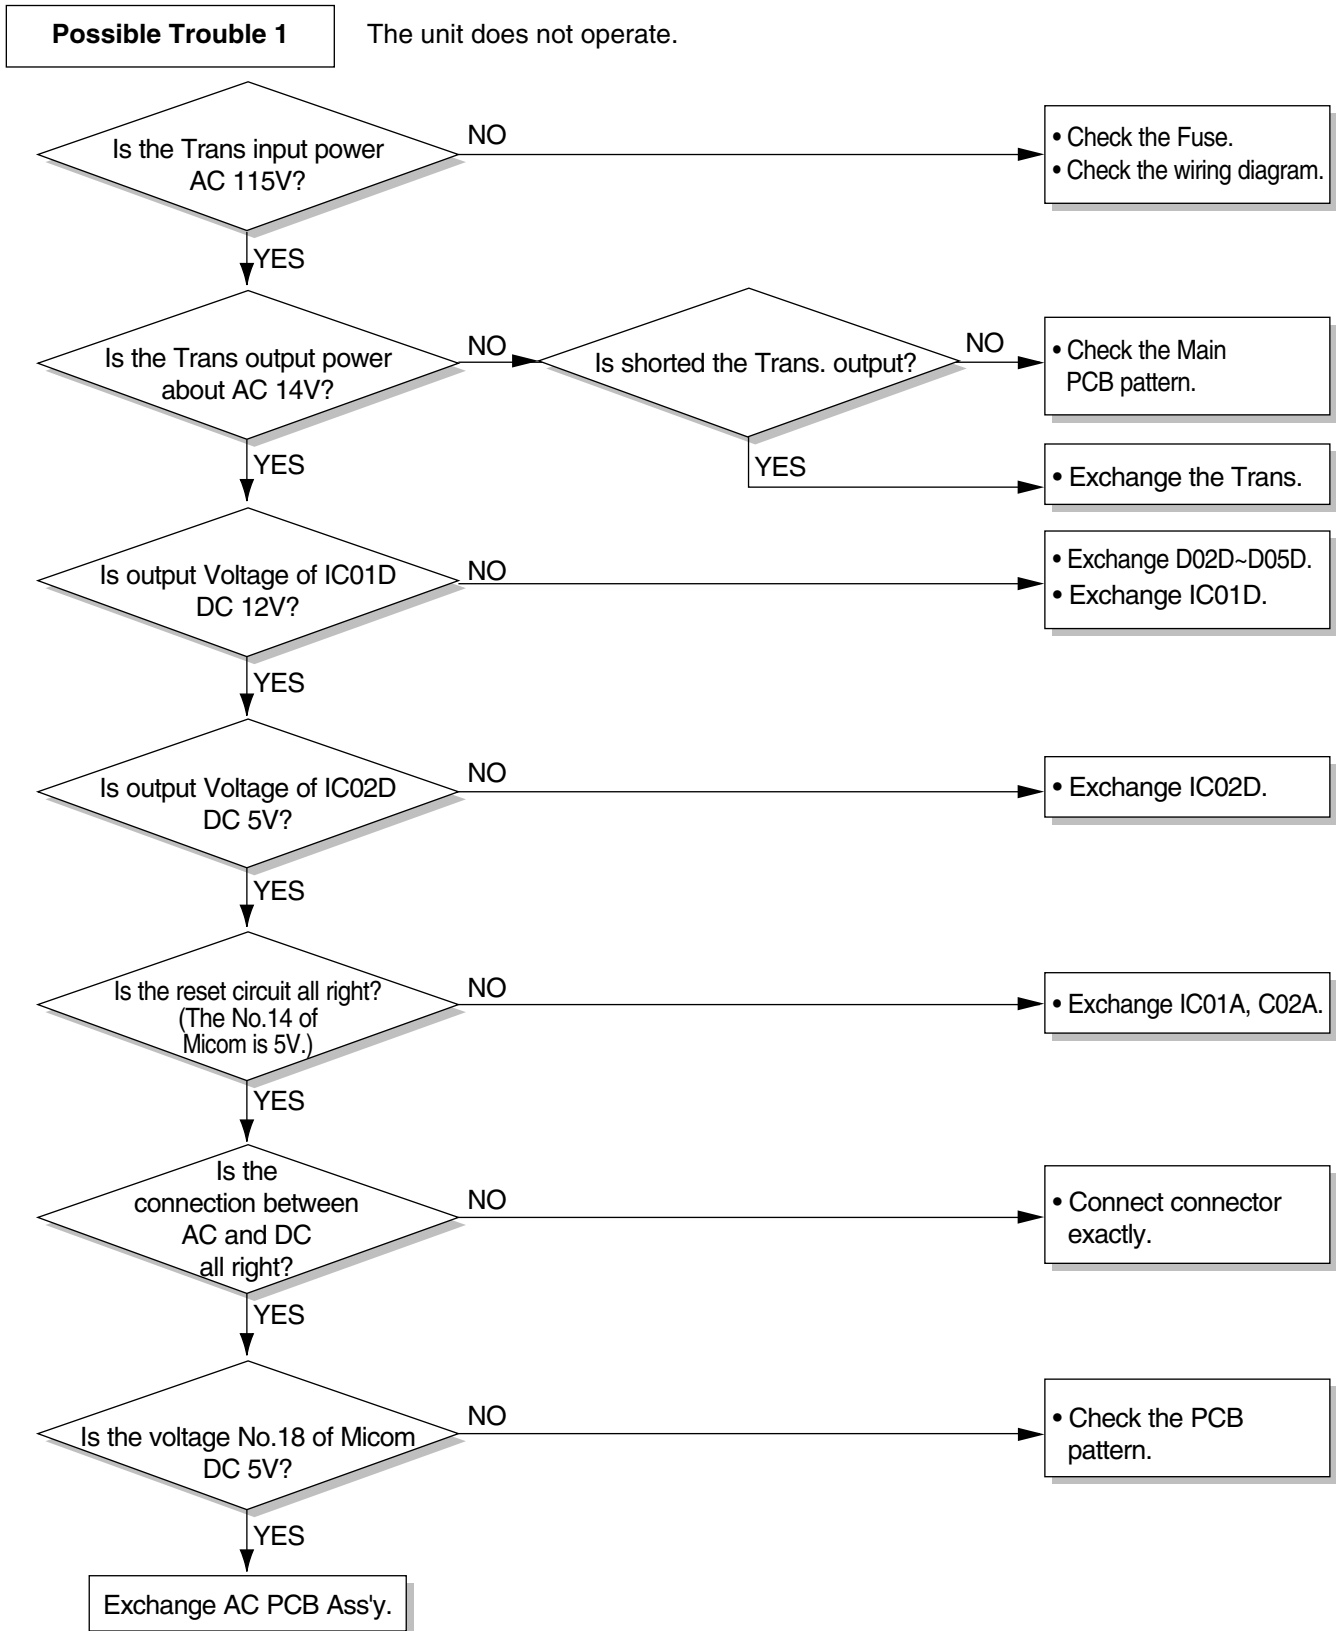 Possible Trouble 1
The unit does not operate.
Is the Trans input power
AC 115V?
NO
• Check the Fuse.
• Check the wiring diagram.
YES
Is the Trans output power
about AC 14V?
NO
Is shorted the Trans. output?
NO
• Check the Main
PCB pattern.
YES
YES
• Exchange the Trans.
Is output Voltage of IC01D
DC 12V?
NO
• Exchange D02D~D05D.
• Exchange IC01D.
YES
Is output Voltage of IC02D
DC 5V?
NO
• Exchange IC02D.
YES
Is the reset circuit all right?
(The No.14 of
Micom is 5V.)
NO
• Exchange IC01A, C02A.
YES
Is the
connection between
AC and DC
all right?
NO
• Connect connector
exactly.
YES
Is the voltage No.18 of Micom
DC 5V?
NO
• Check the PCB
pattern.
YES
Exchange AC PCB Ass'y.